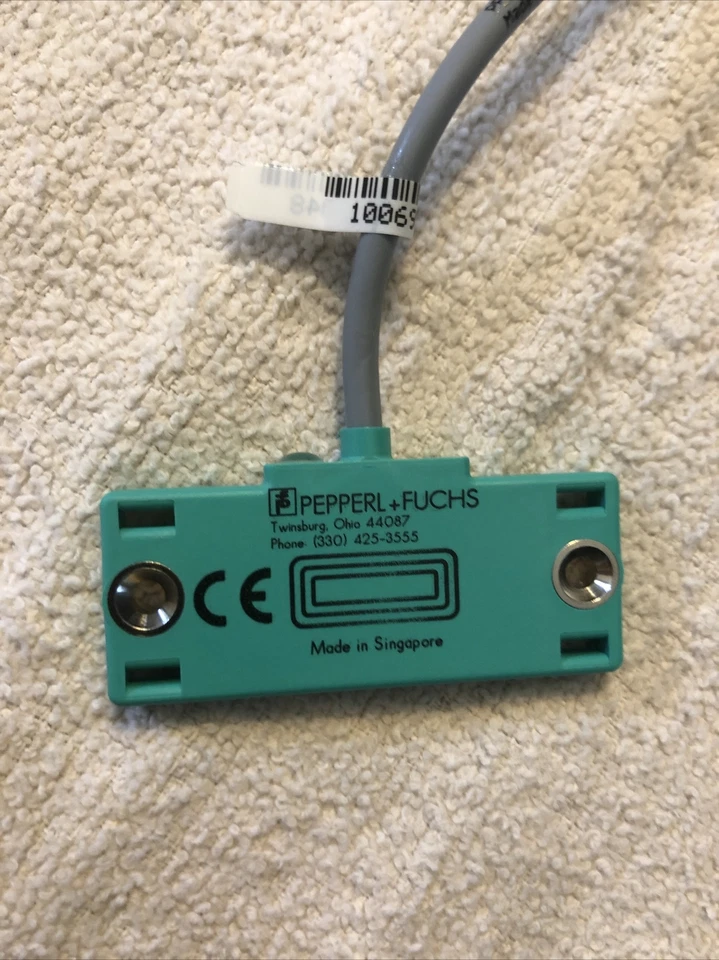 10069
PEPPERL+FUCHS
Twinsburg, Ohio 44087
Phone: (330) 425-3555
CE
Made in Singapore